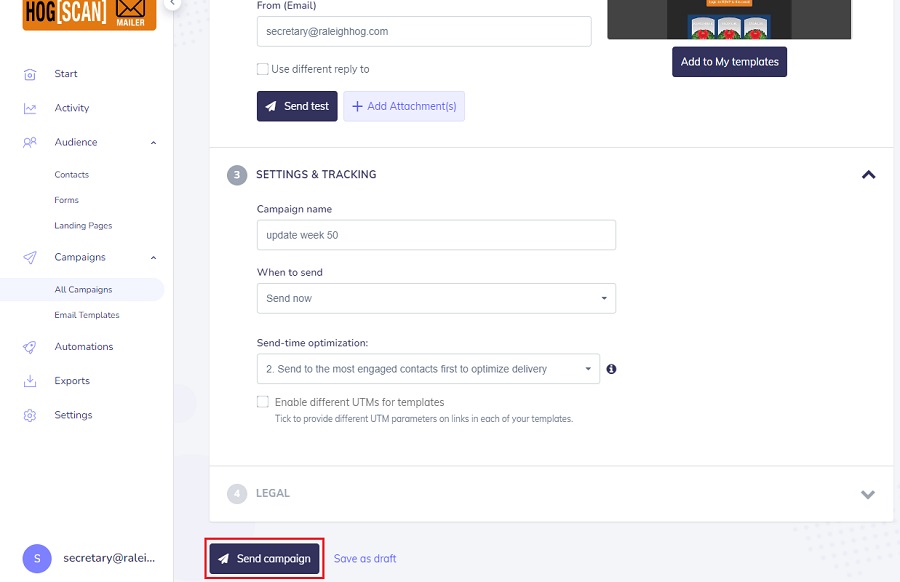 HOG[SCAN]
MAILER
Start
Activity
Audience
Contacts
Forms
Landing Pages
Campaigns
All Campaigns
Email Templates
Automations
Exports
Settings
S
secretary@ralei...
From (Email)
secretary@raleighhog.com
Use different reply to
Send test
+ Add Attachment(s)
Add to My templates
3
SETTINGS & TRACKING
Campaign name
update week 50
When to send
Send now
Send-time optimization:
2. Send to the most engaged contacts first to optimize delivery
Enable different UTMs for templates
Tick to provide different UTM parameters on links in each of your templates.
4
LEGAL
Send campaign
Save as draft